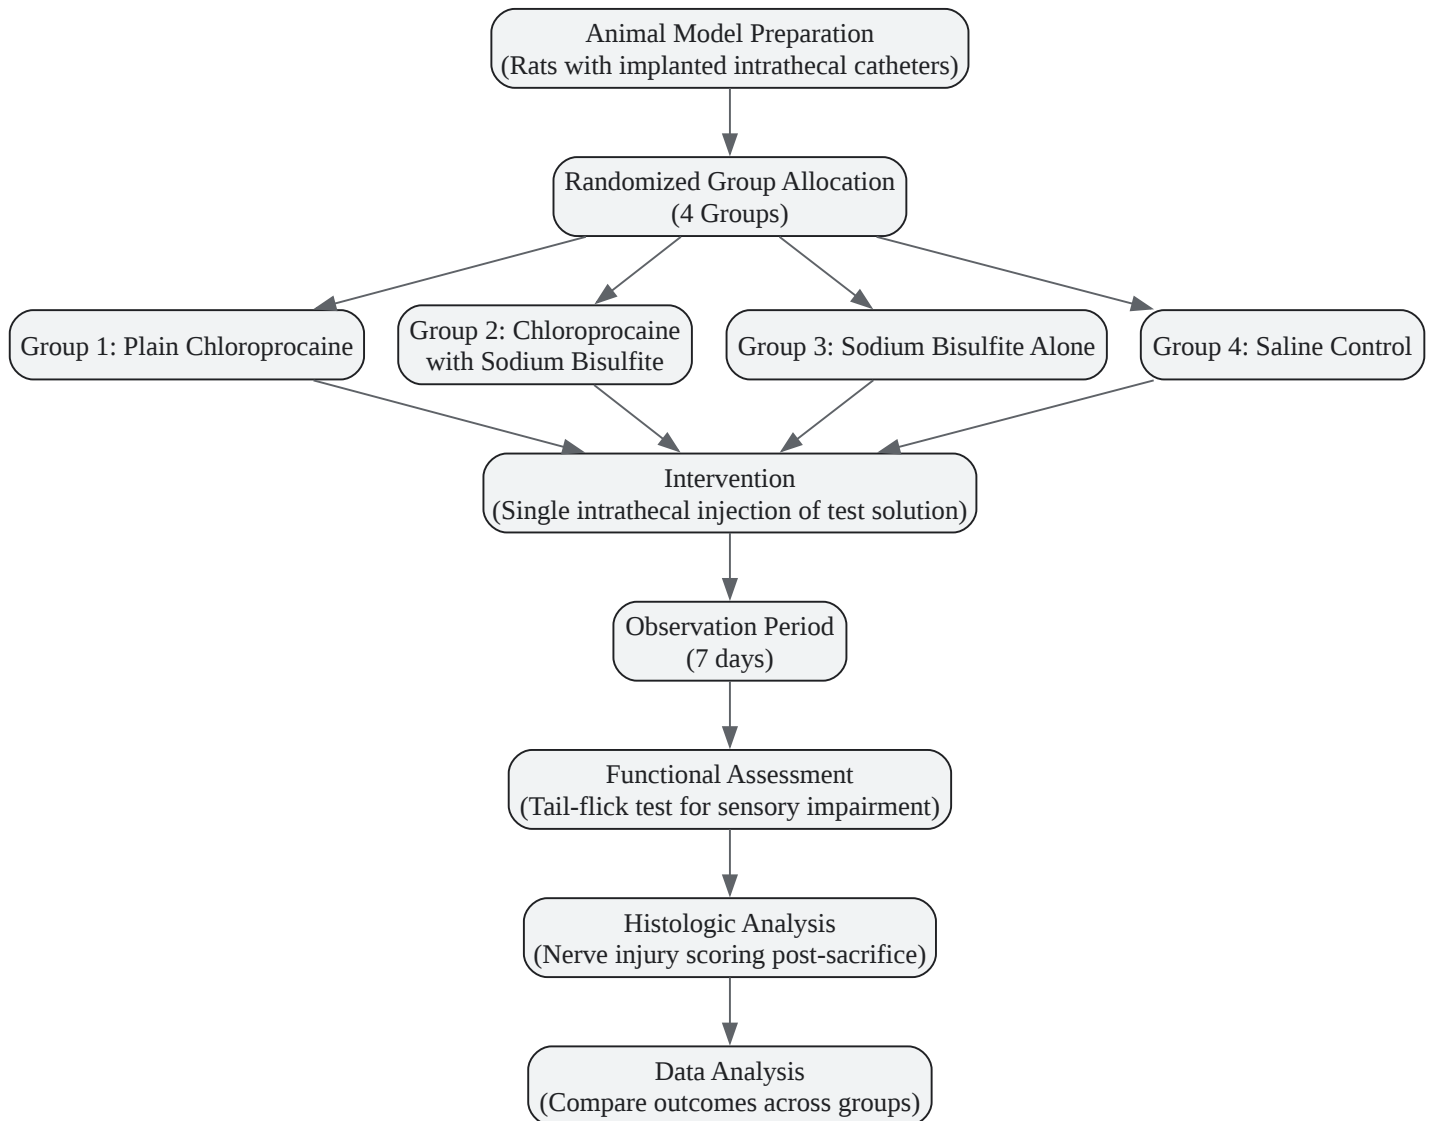 Animal Model Preparation
(Rats with implanted intrathecal catheters)
Randomized Group Allocation
(4 Groups)
Group 1: Plain Chloroprocaine
Group 2: Chloroprocaine
with Sodium Bisulfite
Group 3: Sodium Bisulfite Alone
Group 4: Saline Control
Intervention
(Single intrathecal injection of test solution)
Observation Period
(7 days)
Functional Assessment
(Tail-flick test for sensory impairment)
Histologic Analysis
(Nerve injury scoring post-sacrifice)
Data Analysis
(Compare outcomes across groups)